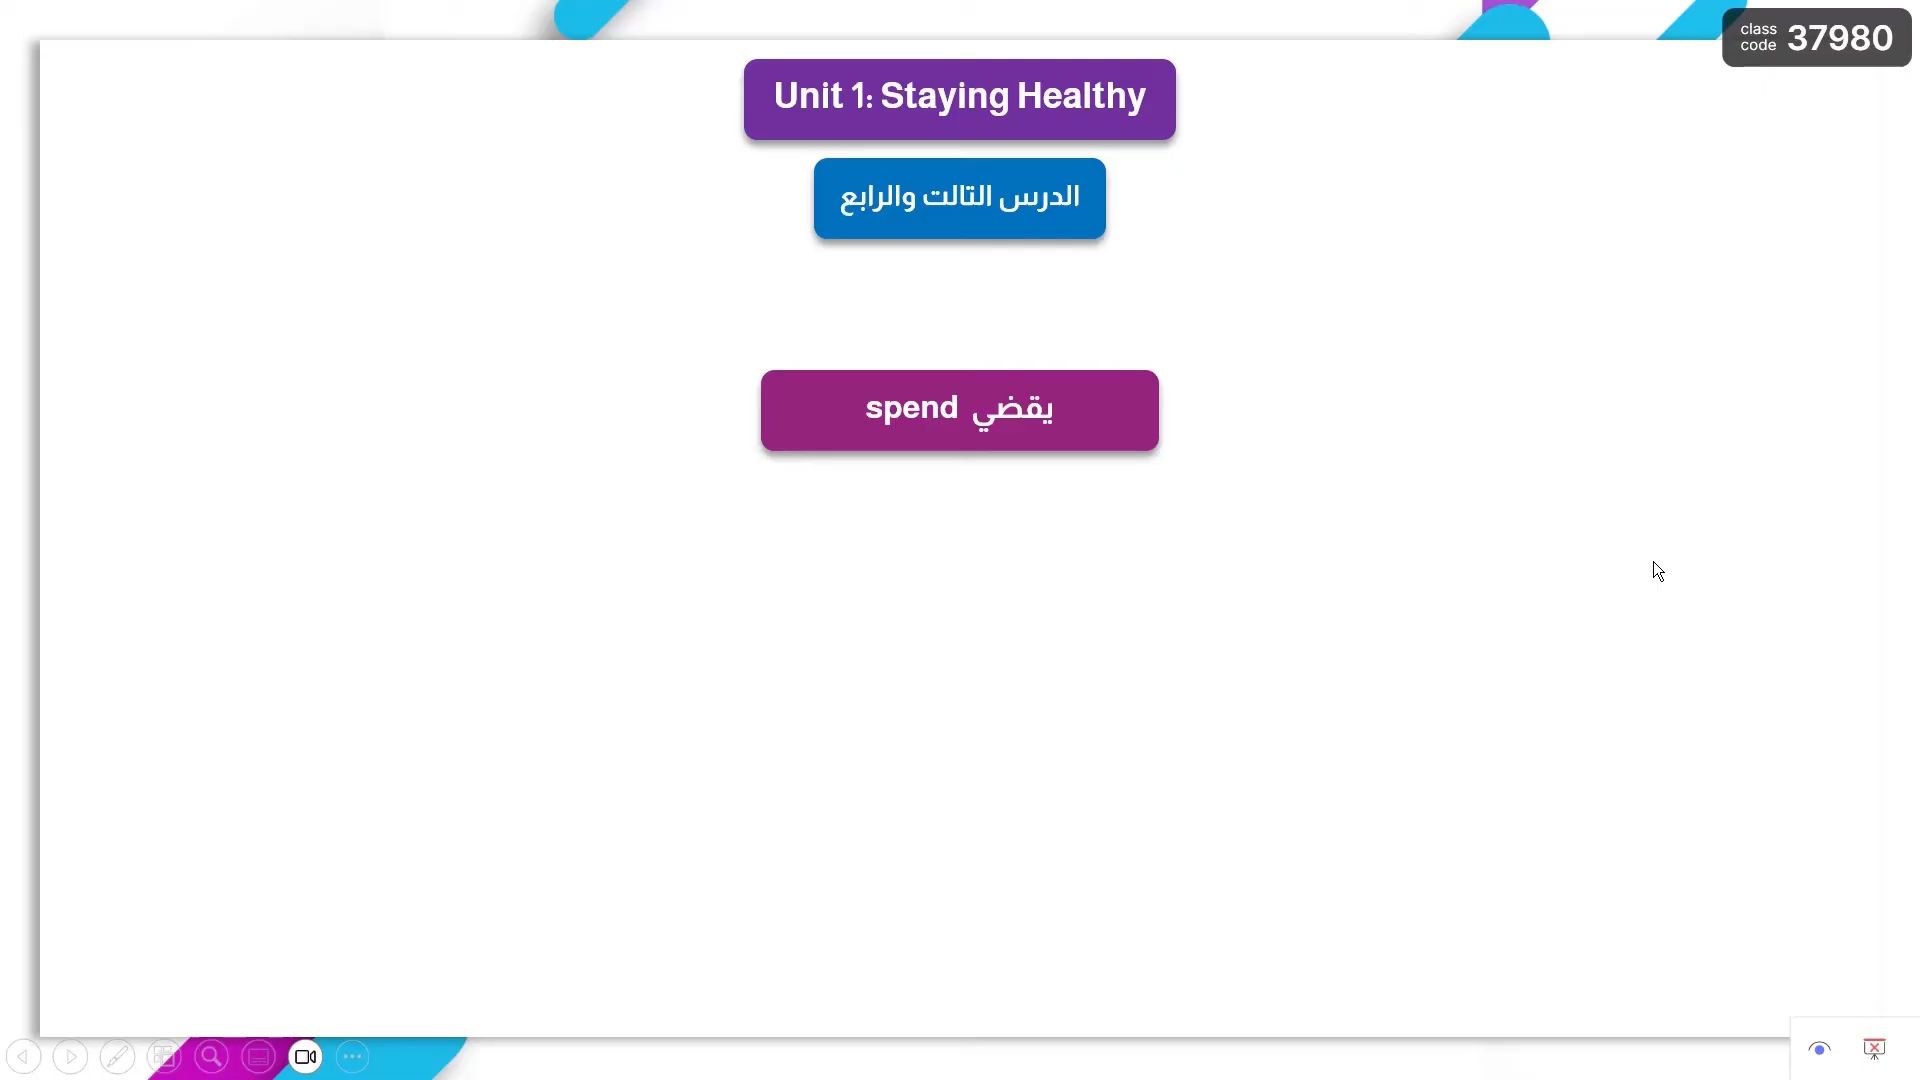 class code 37980
Unit 1: Staying Healthy
الدرس التالت والرابع
spend يقضي